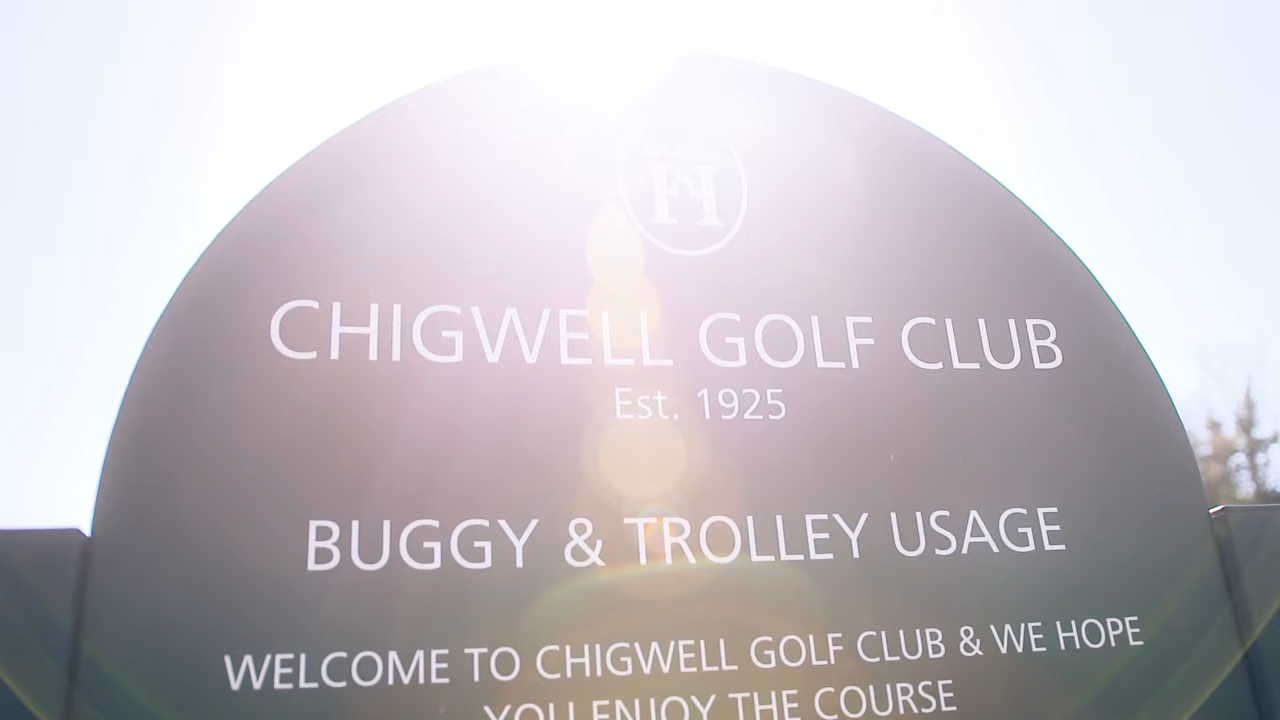 CHIGWELL GOLF CLUB
Est. 1925
BUGGY & TROLLEY USAGE
WELCOME TO CHIGWELL GOLF CLUB & WE HOPE
YOU ENJOY THE COURSE